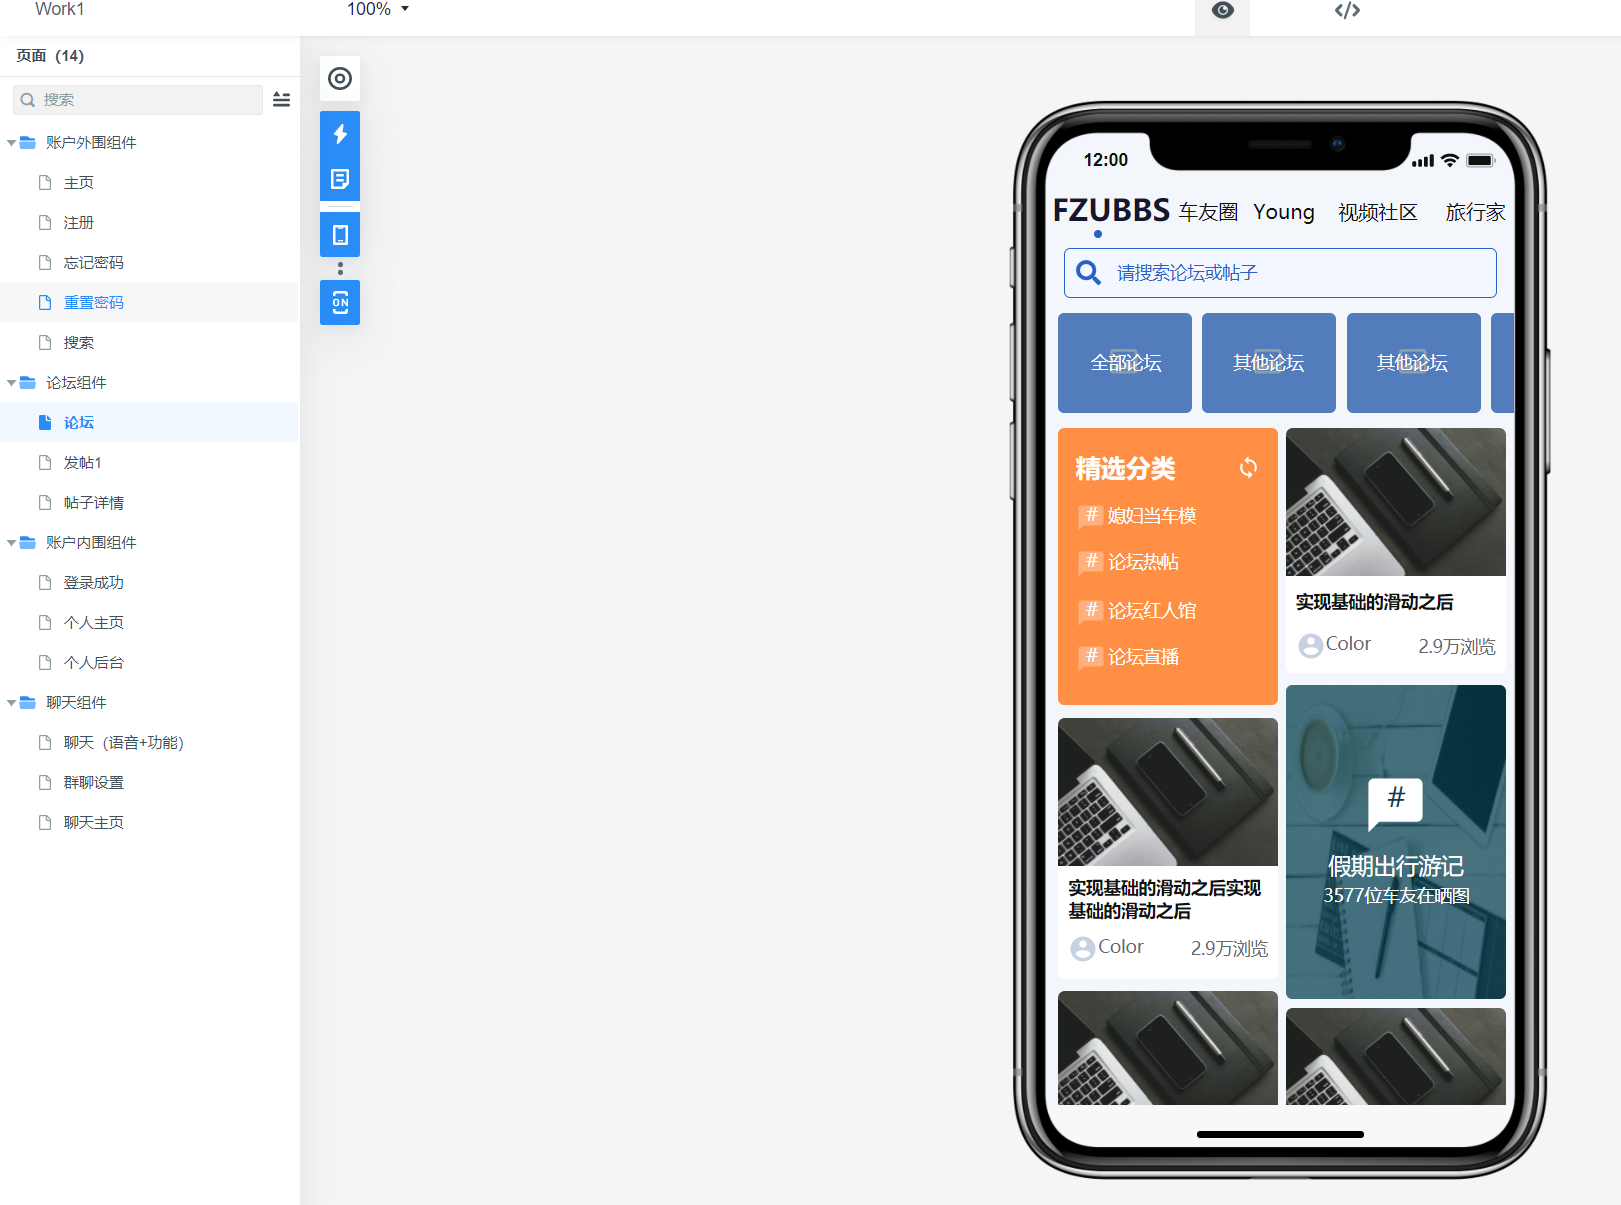 Work1
100%
页面 (14)
搜索
账户外围组件
主页
注册
忘记密码
重置密码
搜索
论坛组件
论坛
发帖1
帖子详情
账户内围组件
登录成功
个人主页
个人后台
聊天组件
聊天（语音+功能）
群聊设置
聊天主页
ON
12:00
FZUBBS 车友圈 Young 视频社区 旅行家
请搜索论坛或帖子
全部论坛 其他论坛 其他论坛
精选分类
# 媳妇当车模
# 论坛热帖
# 论坛红人馆
# 论坛直播
实现基础的滑动之后
Color 2.9万浏览
实现基础的滑动之后实现
基础的滑动之后
Color 2.9万浏览
#
假期出行游记
3577位车友在晒图